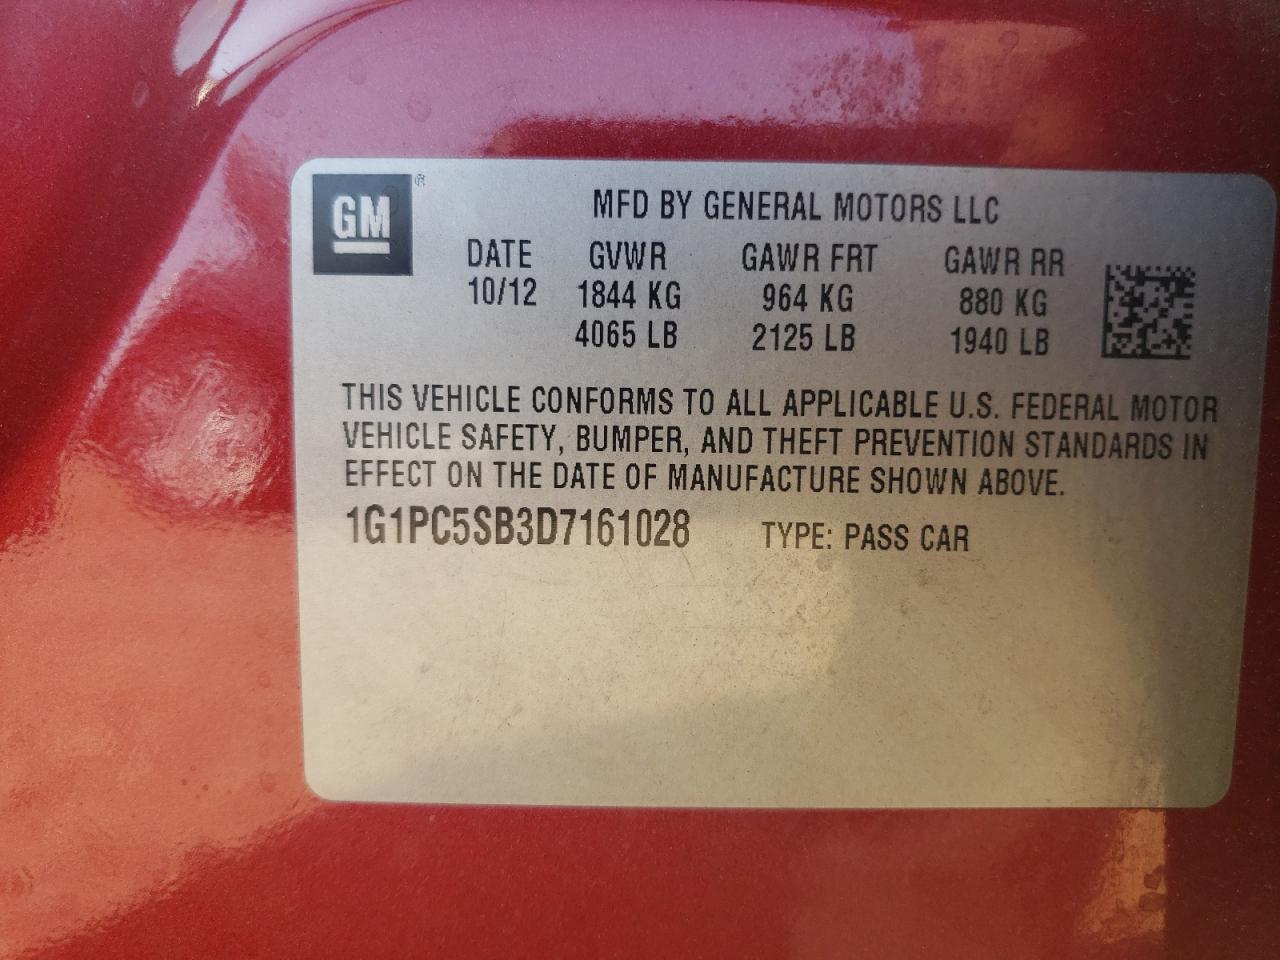 GM ®
MFD BY GENERAL MOTORS LLC
DATE GVWR GAWR FRT GAWR RR
10/12 1844 KG 964 KG 880 KG
4065 LB 2125 LB 1940 LB
THIS VEHICLE CONFORMS TO ALL APPLICABLE U.S. FEDERAL MOTOR
VEHICLE SAFETY, BUMPER, AND THEFT PREVENTION STANDARDS IN
EFFECT ON THE DATE OF MANUFACTURE SHOWN ABOVE.
1G1PC5SB3D7161028 TYPE: PASS CAR